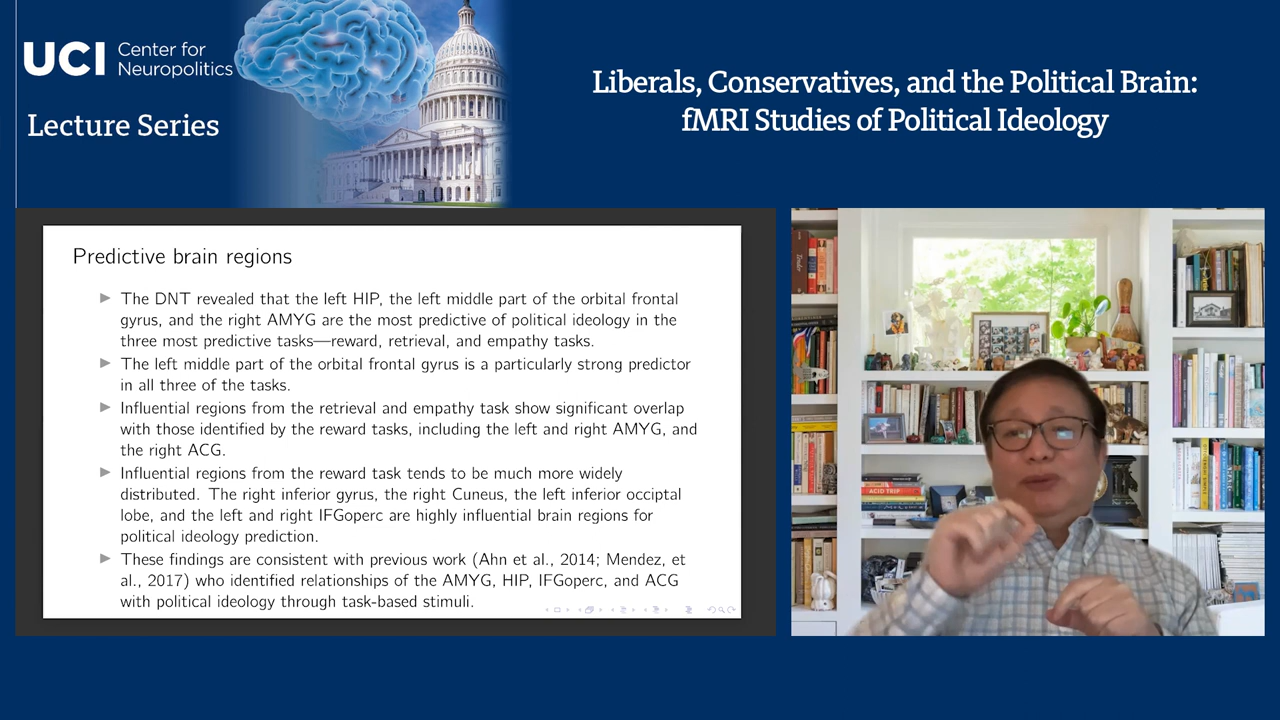 UCI Center for
Neuropolitics
Lecture Series
Liberals, Conservatives, and the Political Brain:
fMRI Studies of Political Ideology
Predictive brain regions
The DNT revealed that the left HIP, the left middle part of the orbital frontal
gyrus, and the right AMYG are the most predictive of political ideology in the
three most predictive tasks—reward, retrieval, and empathy tasks.
The left middle part of the orbital frontal gyrus is a particularly strong predictor
in all three of the tasks.
Influential regions from the retrieval and empathy task show significant overlap
with those identified by the reward tasks, including the left and right AMYG, and
the right ACG.
Influential regions from the reward task tends to be much more widely
distributed. The right inferior gyrus, the right Cuneus, the left inferior occiptal
lobe, and the left and right IFGoperc are highly influential brain regions for
political ideology prediction.
These findings are consistent with previous work (Ahn et al., 2014; Mendez, et
al., 2017) who identified relationships of the AMYG, HIP, IFGoperc, and ACG
with political ideology through task-based stimuli.
ACID TRIP